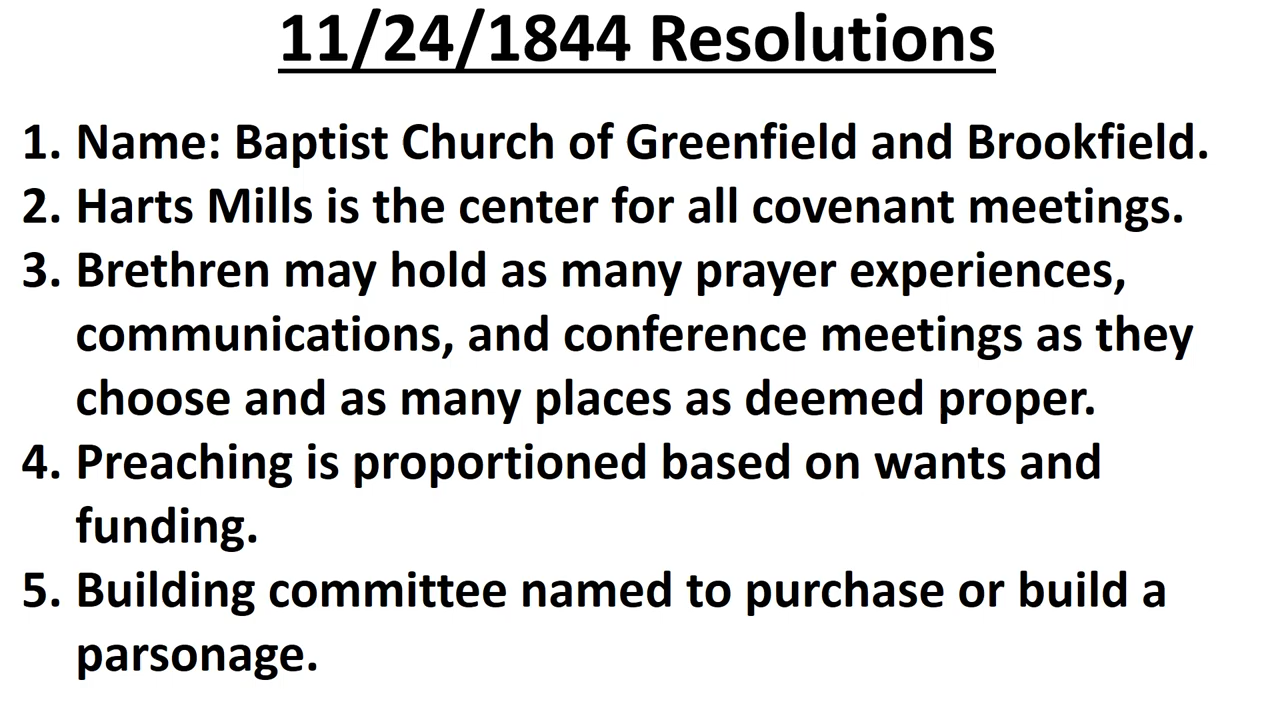 11/24/1844 Resolutions
1. Name: Baptist Church of Greenfield and Brookfield.
2. Harts Mills is the center for all covenant meetings.
3. Brethren may hold as many prayer experiences,
communications, and conference meetings as they
choose and as many places as deemed proper.
4. Preaching is proportioned based on wants and
funding.
5. Building committee named to purchase or build a
parsonage.